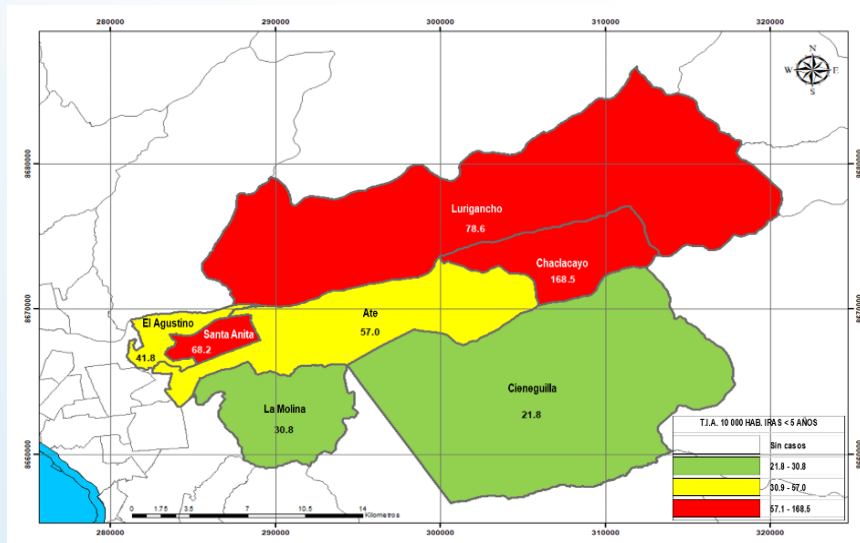 280000 290000 300000 310000 320000
N
W E
S
8680000 8680000
Lurigancho
78.6
Chaclacayo
168.5
8670000 8670000
El Agustino
Ate
Santa Anita
57.0
41.8
68.2
Cieneguilla
La Molina
21.8
30.8
T.I.A. 10 000 HAB. IRAS < 5 AÑOS
Sin casos
21.8 - 30.8
30.9 - 57.0
57.1 - 168.5
8660000 8660000
0 1.75 3.5 7 10.5 14
Kilometros
280000 290000 300000 310000 320000